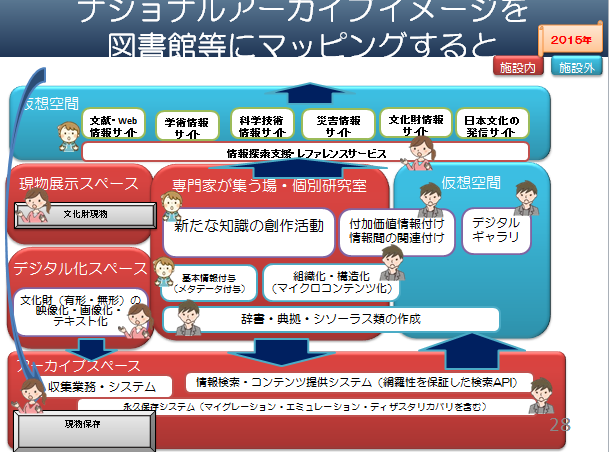 ナショナルアーカイブイメージを
図書館等にマッピングすると
2015年
施設内
施設外
仮想空間
文献・Web
情報サイト
学術情報
サイト
科学技術
情報サイト
災害情報
サイト
文化財情報
サイト
日本文化の
発信サイト
情報探索支援・レファレンスサービス
現物展示スペース
文化財現物
専門家が集う場・個別研究室
新たな知識の創作活動
付加価値情報付け
情報間の関連付け
仮想空間
デジタル
ギャラリ
デジタル化スペース
文化財（有形・無形）の
映像化・画像化・
テキスト化
基本情報付与
（メタデータ付与）
組織化・構造化
（マイクロコンテンツ化）
辞書・典拠・シソーラス類の作成
アーカイブスペース
収集業務・システム
情報検索・コンテンツ提供システム（網羅性を保証した検索API）
永久保存システム（マイグレーション・エミュレーション・ディザスタリカバリを含む）
現物保存
28